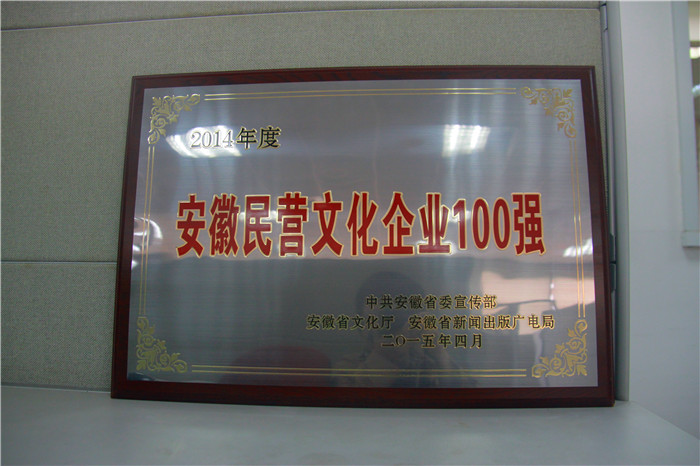 2014年度
安徽民营文化企业100强
中共安徽省委宣传部
安徽省文化厅 安徽省新闻出版广电局
二〇一五年四月